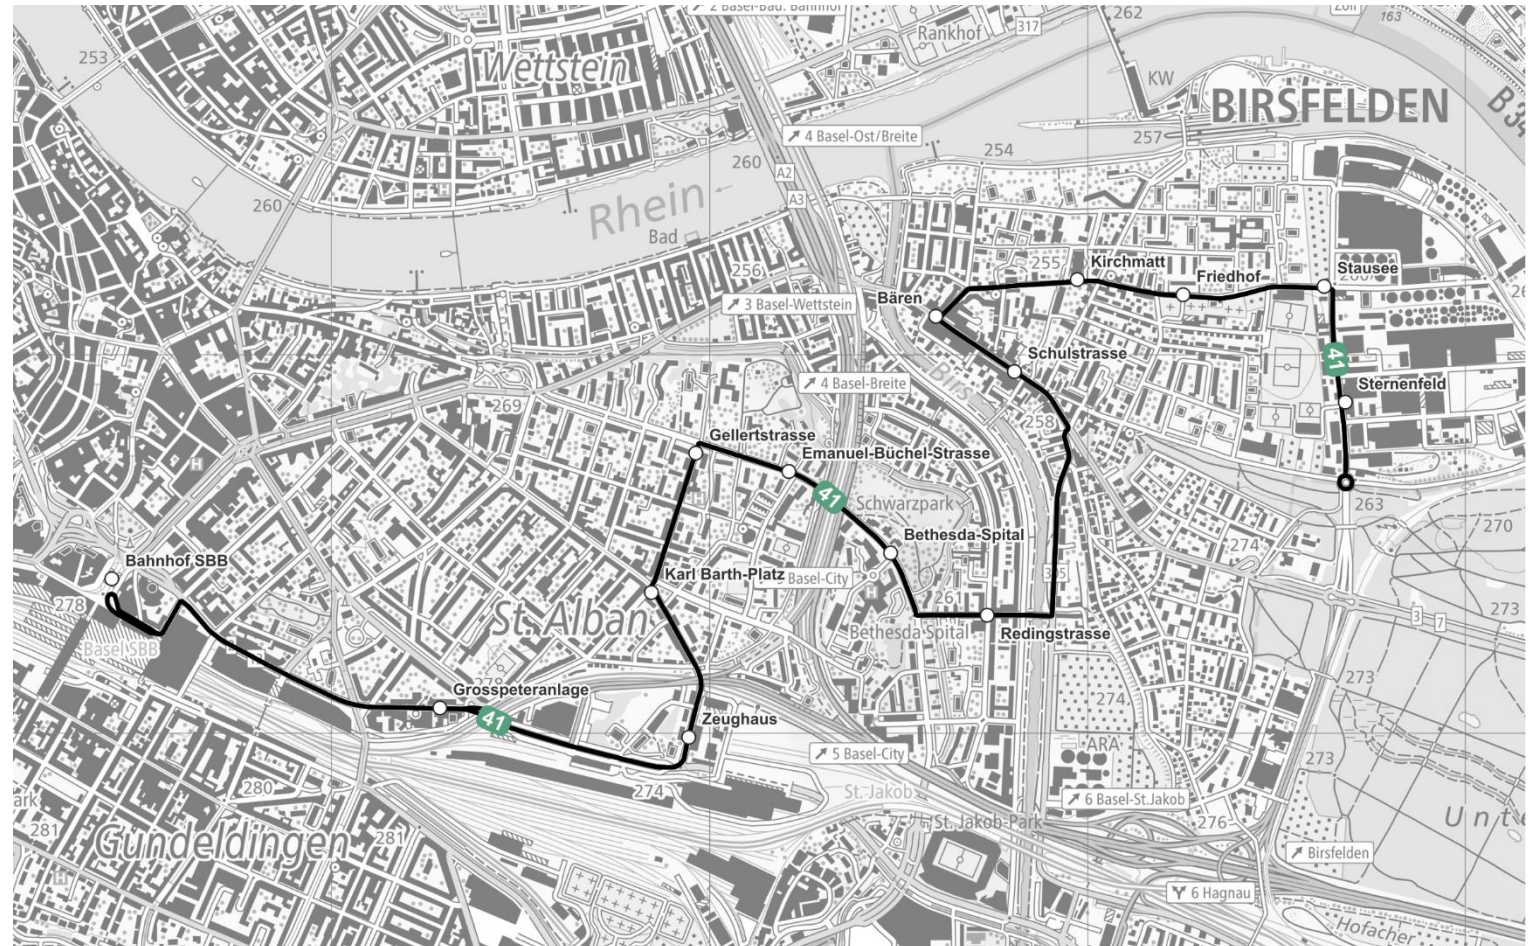 2 Basel-Bad. Bahnhof
262
Zoll
163
253
Rankhof
317
Wettstein
KW
BIRSFELDEN
B 34
4 Basel-Ost/Breite
257
254
260
A2
A3
260
Rhein
Bad
256
255
Kirchmatt
Friedhof
Stausee
3 Basel-Wettstein
Bären
Schulstrasse
41
4 Basel-Breite
Birs
Sternenfeld
269
258
Gellertstrasse
Emanuel-Büchel-Strasse
H
H
41
Schwarzpark
263
270
Bethesda-Spital
274
Bahnhof SBB
Karl Barth-Platz
Basel-City
278
261
H
273
3
7
St. Alban
Bethesda-Spital
Redingstrasse
Basel SBB
273
278
Grosspeteranlage
274
41
Zeughaus
ARA
5 Basel-City
273
280
274
St. Jakob
6 Basel-St.Jakob
ark
281
Gundeldingen
281
St. Jakob-Park
276
Unte
Birsfelden
H
6 Hagnau
Hofacher